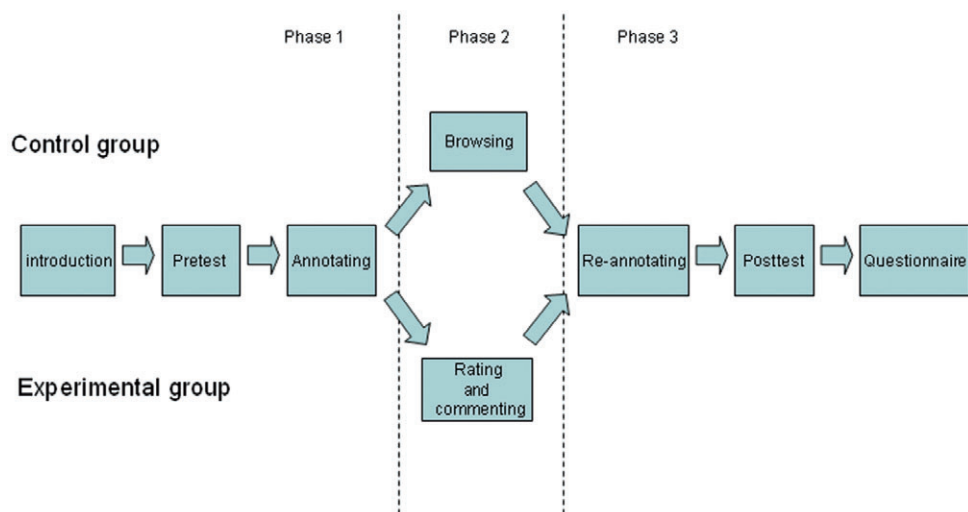 Phase 1
Phase 2
Phase 3
Control group
Browsing
introduction
Pretest
Annotating
Re-annotating
Posttest
Questionnaire
Experimental group
Rating
and
commenting